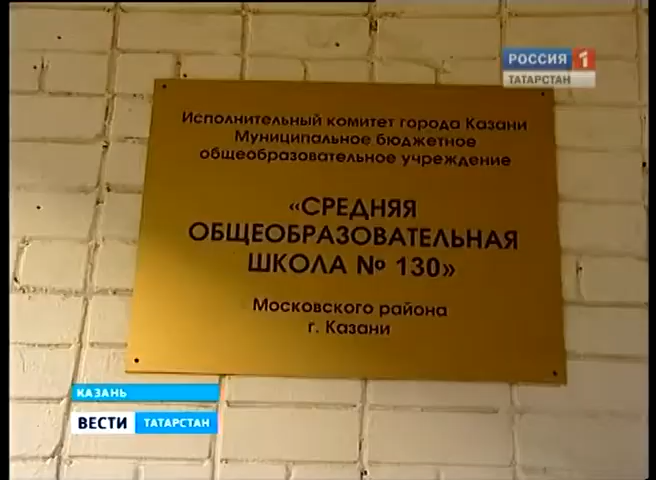 РОССИЯ 1
ТАТАРСТАН
Исполнительный комитет города Казани
Муниципальное бюджетное
общеобразовательное учреждение
«СРЕДНЯЯ
ОБЩЕОБРАЗОВАТЕЛЬНАЯ
ШКОЛА № 130»
Московского района
г. Казани
КАЗАНЬ
ВЕСТИ ТАТАРСТАН